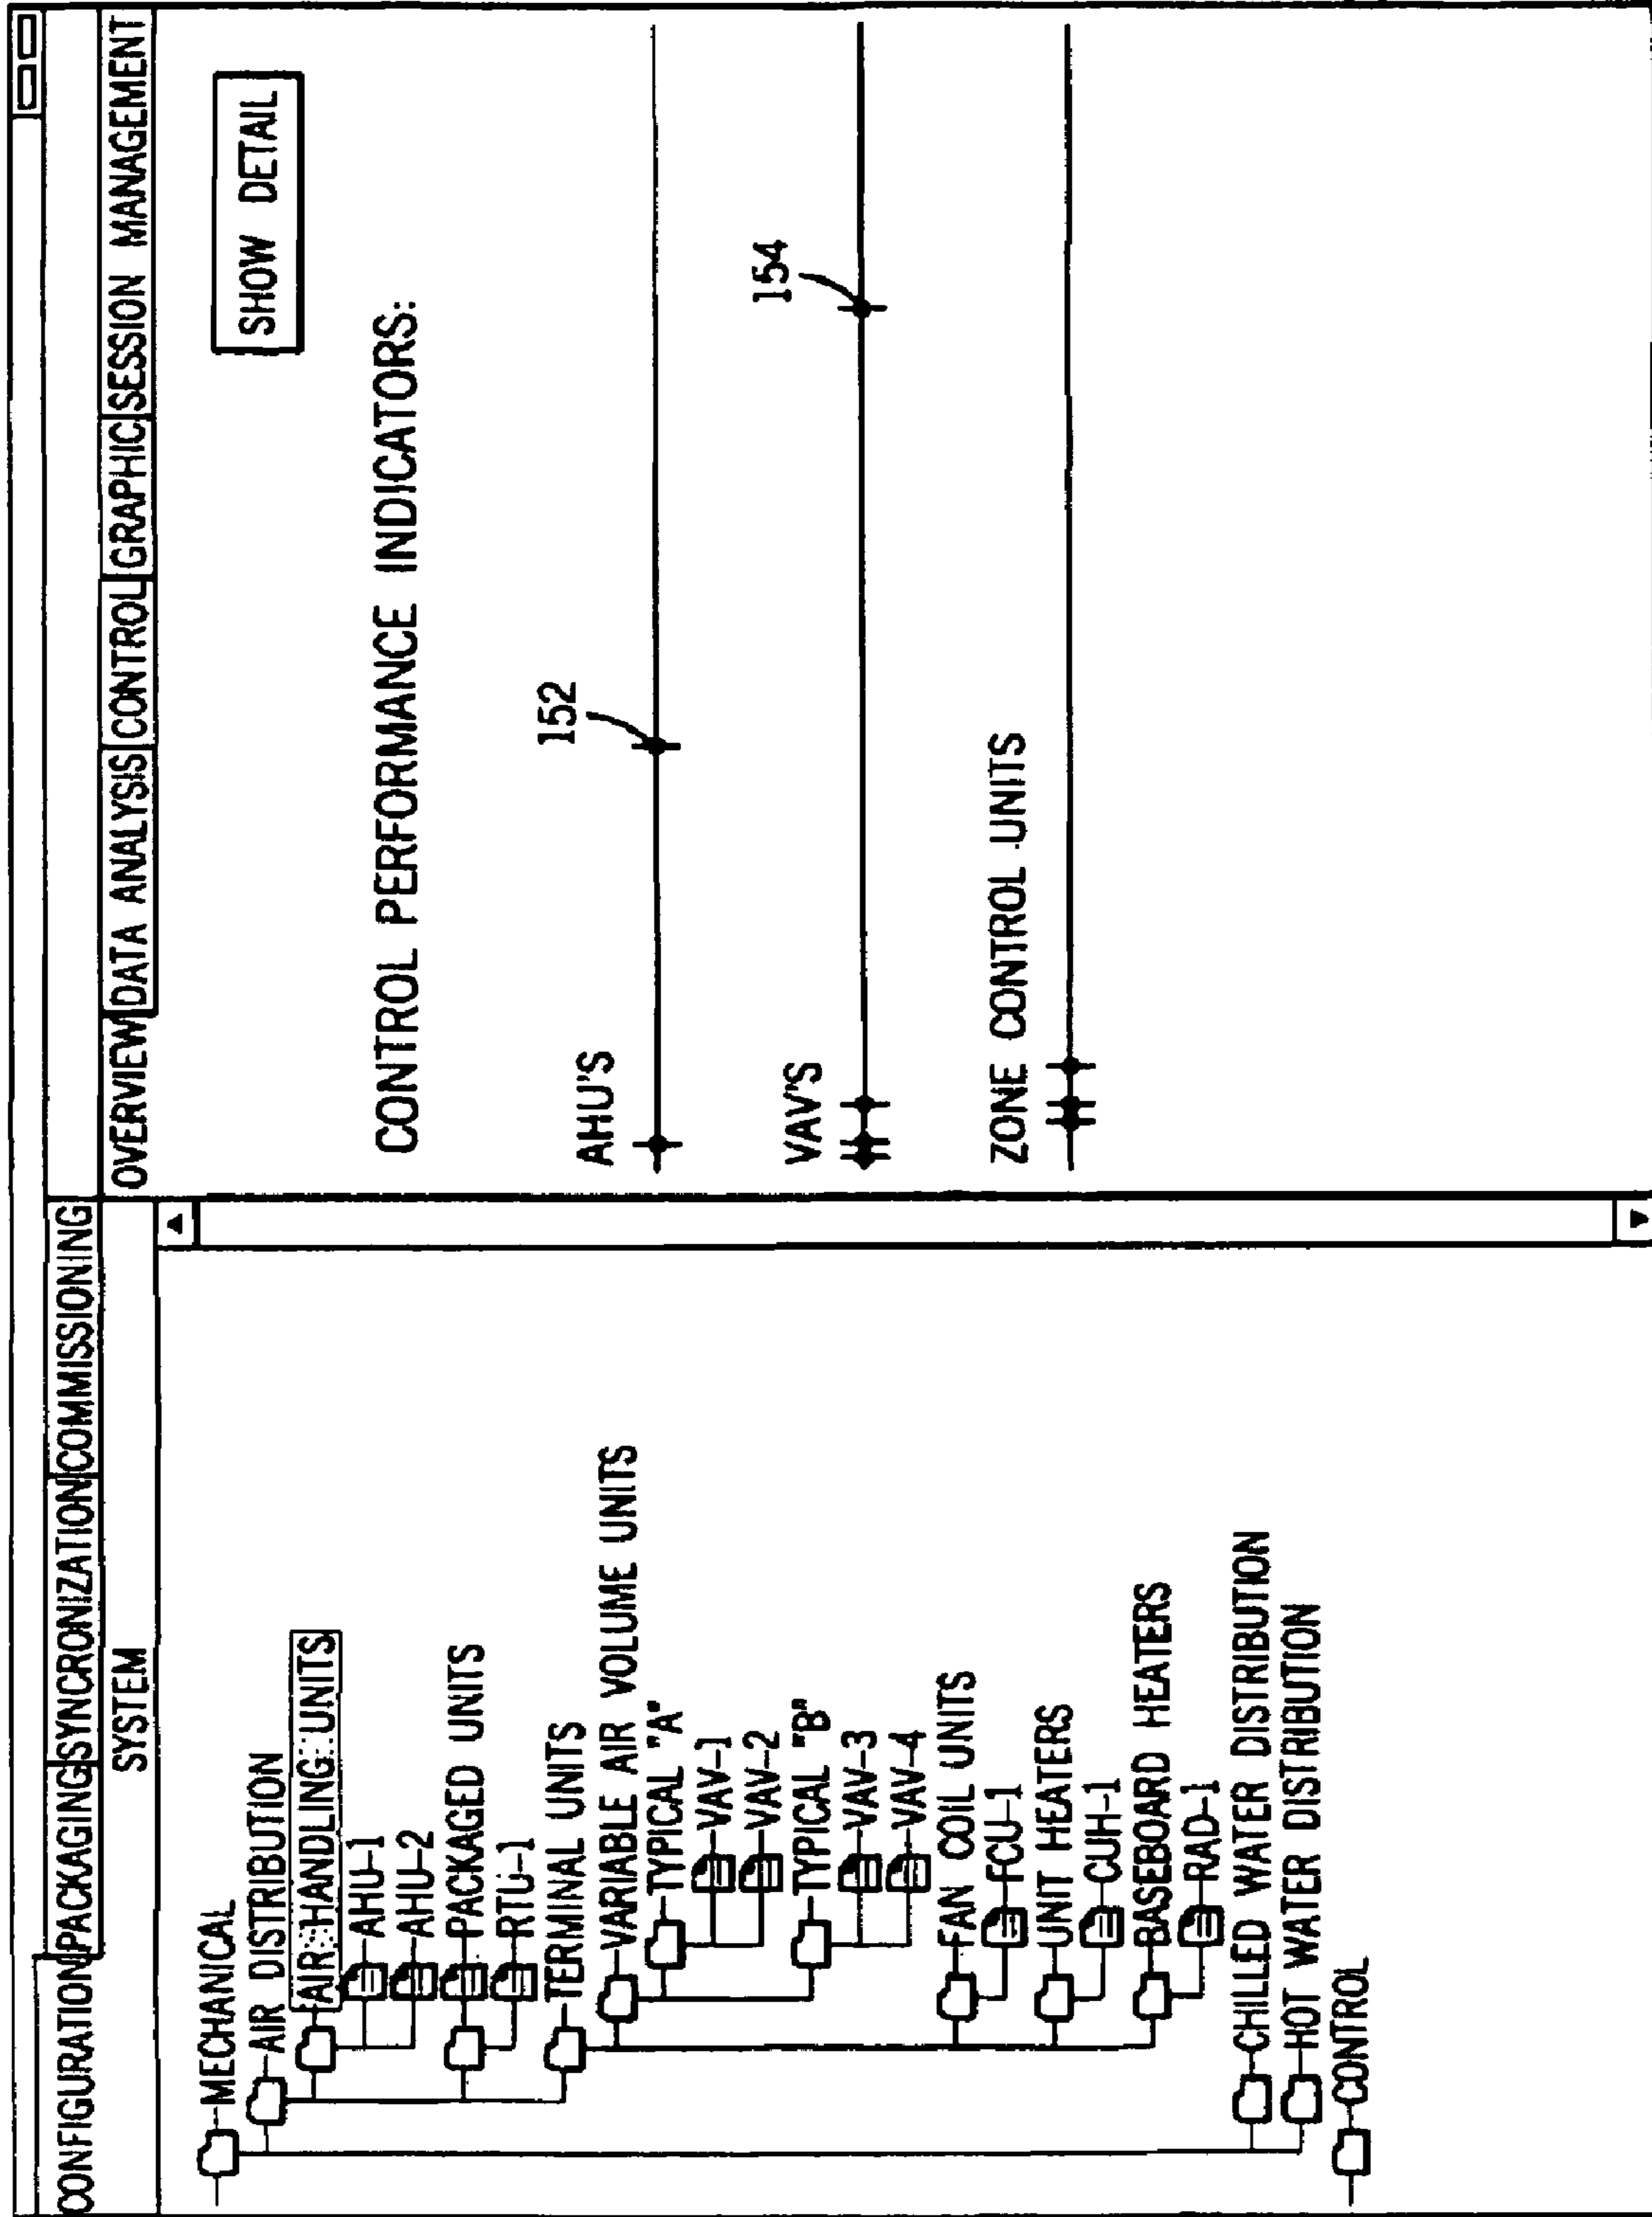 CONFIGURATION PACKAGING SYNCRONIZATION COMMISSIONING
SYSTEM
MECHANICAL
AIR DISTRIBUTION
AIR HANDLING UNITS
AHU-1
AHU-2
PACKAGED UNITS
RTU-1
TERMINAL UNITS
VARIABLE AIR VOLUME UNITS
TYPICAL "A"
VAV-1
VAV-2
TYPICAL "B"
VAV-3
VAV-4
FAN COIL UNITS
FCU-1
UNIT HEATERS
CUH-1
BASEBOARD HEATERS
RAD-1
CHILLED WATER DISTRIBUTION
HOT WATER DISTRIBUTION
CONTROL
OVERVIEW DATA ANALYSIS CONTROL GRAPHIC SESSION MANAGEMENT
SHOW DETAIL
CONTROL PERFORMANCE INDICATORS:
152
AHU'S
154
VAV'S
ZONE CONTROL UNITS